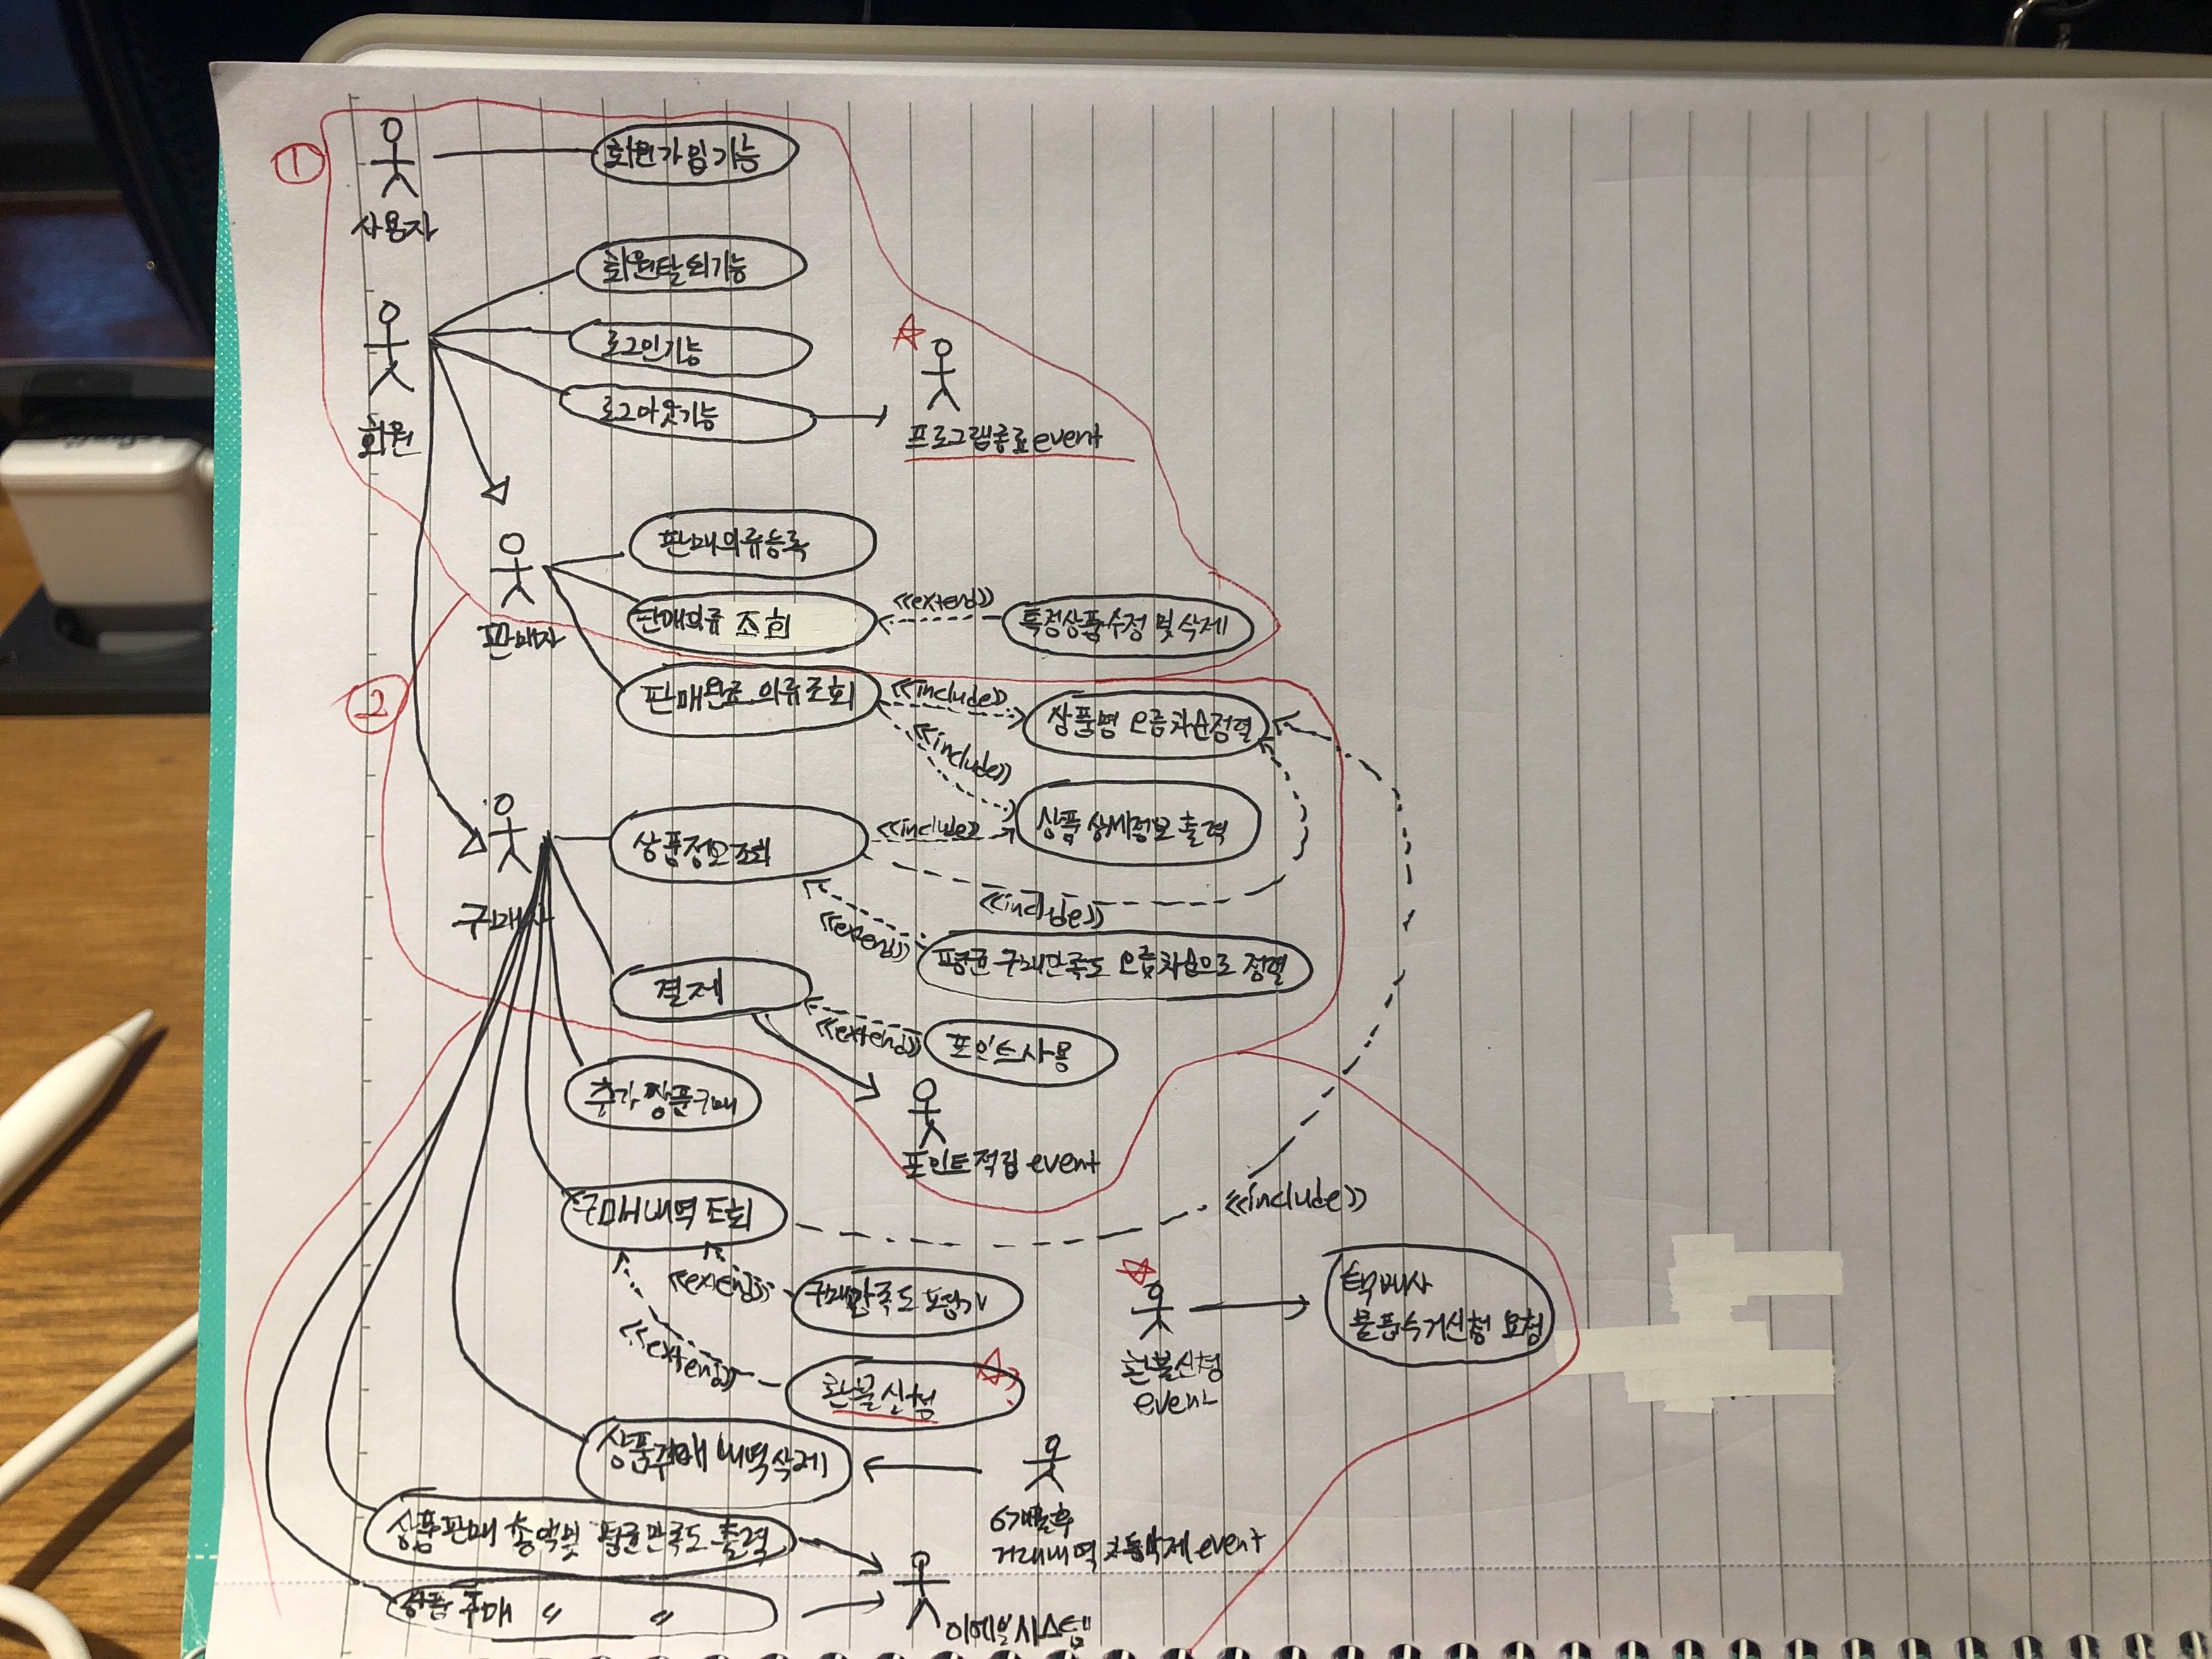 ①
회원가입기능
사용자
회원탈퇴기능
로그인기능
로그아웃기능
회원
프로그램종료 event
판매의류등록
판매의류 조회
<<extend>>
특정상품수정 및 삭제
판매자
②
판매완료 의류조회
<<include>>
상품명 오름차순정렬
<<include>>
상품정보조회
<<include>>
상품 상세정보 출력
<<include>>
구매자
<<extend>>
평균 구매만족도 오름차순으로 정렬
결제
<<extend>>
포인트사용
추가 상품구매
포인트적립 event
구매내역 조회
<<include>>
<<extend>>
구매만족도 평가
택배사
물품수거신청 요청
<<extend>>
환불신청
환불신청
event
상품구매 내역삭제
6개월후
거래내역 자동삭제 event
상품판매 총액및 평균만족도 출력
상품 구매 〃 〃
이메일시스템